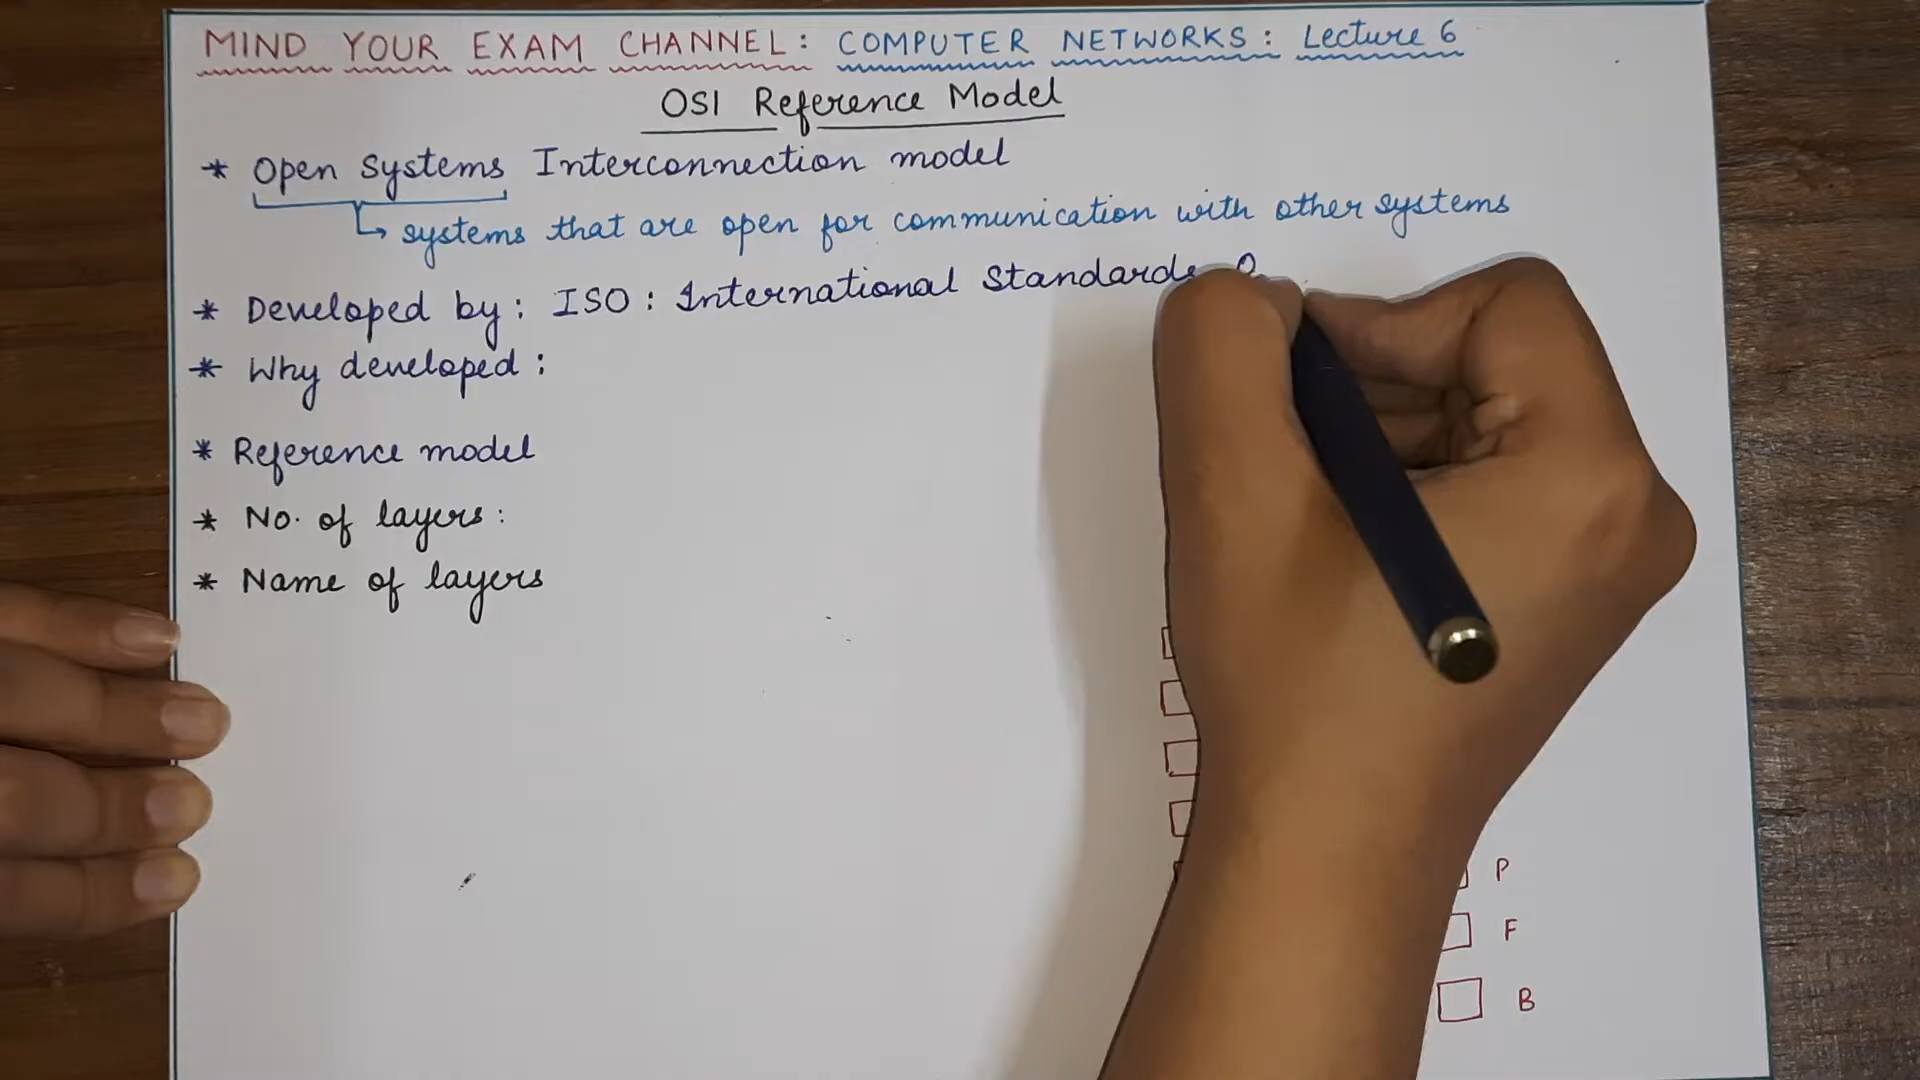 MIND YOUR EXAM CHANNEL: COMPUTER NETWORKS: Lecture 6
OSI Reference Model
* Open Systems Interconnection model
↳ systems that are open for communication with other systems
* Developed by: ISO: International Standards
* Why developed:
* Reference model
* No. of layers:
* Name of layers
P
F
B